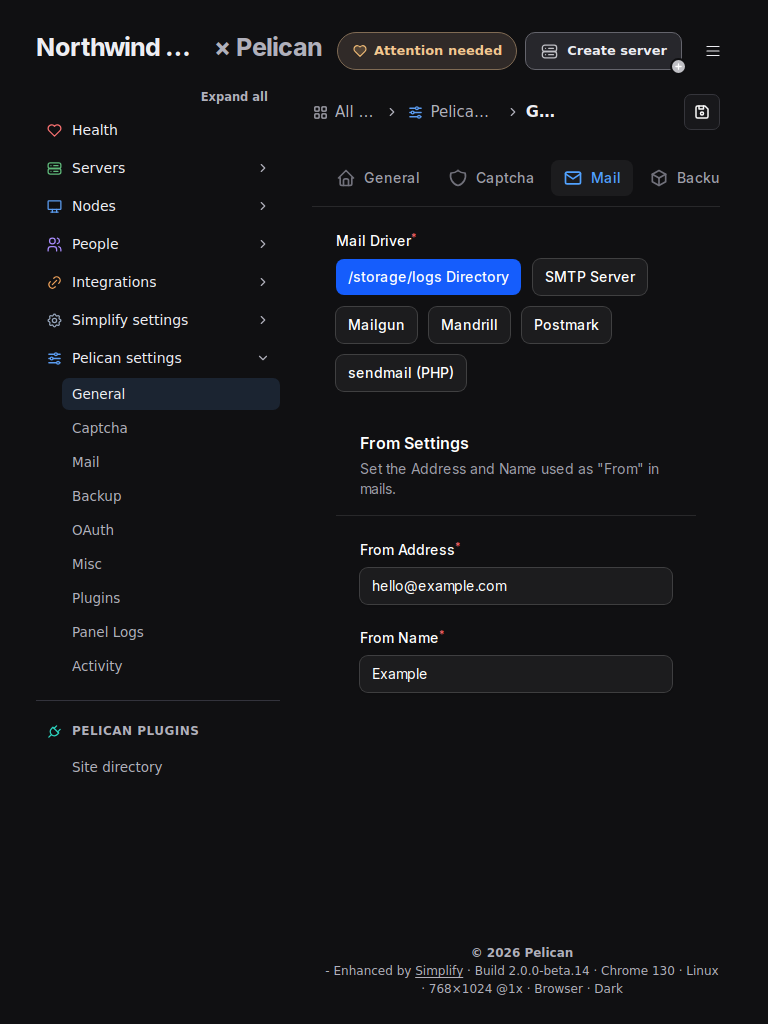 Northwind ... × Pelican
Attention needed
Create server
Expand all
Health
Servers
Nodes
People
Integrations
Simplify settings
Pelican settings
General
Captcha
Mail
Backup
OAuth
Misc
Plugins
Panel Logs
Activity
PELICAN PLUGINS
Site directory
All ... > Pelica... > G...
General Captcha Mail Backu
Mail Driver*
/storage/logs Directory SMTP Server
Mailgun Mandrill Postmark
sendmail (PHP)
From Settings
Set the Address and Name used as "From" in
mails.
From Address*
hello@example.com
From Name*
Example
© 2026 Pelican
- Enhanced by Simplify · Build 2.0.0-beta.14 · Chrome 130 · Linux
· 768×1024 @1x · Browser · Dark